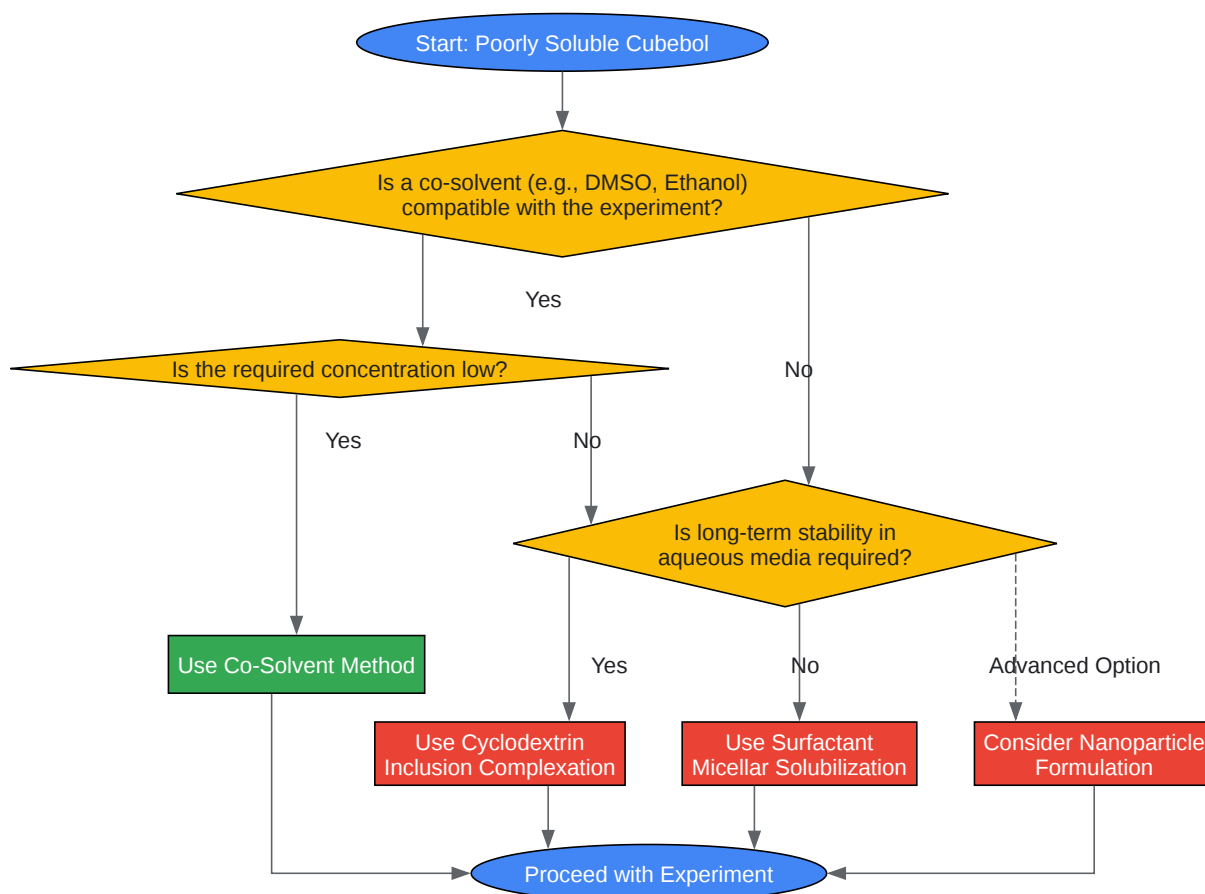 Start: Poorly Soluble Cubebol
Is a co-solvent (e.g., DMSO, Ethanol)
compatible with the experiment?
Yes
Is the required concentration low?
No
Yes
No
Is long-term stability in
aqueous media required?
Use Co-Solvent Method
Yes
No
Advanced Option
Use Cyclodextrin
Inclusion Complexation
Use Surfactant
Micellar Solubilization
Consider Nanoparticle
Formulation
Proceed with Experiment